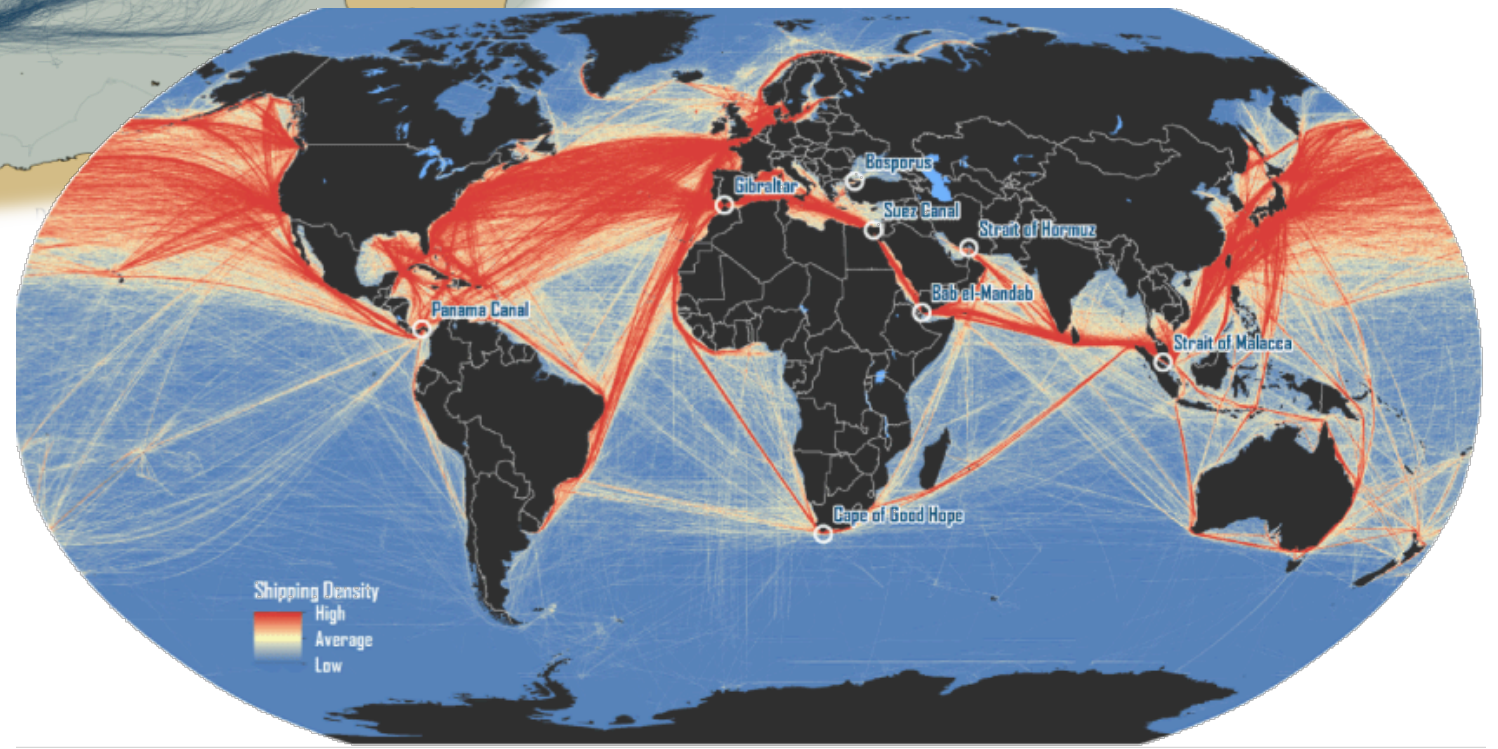 Bosporus
Gibraltar
Suez Canal
Strait of Hormuz
Bab el-Mandab
Panama Canal
Strait of Malacca
Cape of Good Hope
Shipping Density
High
Average
Low